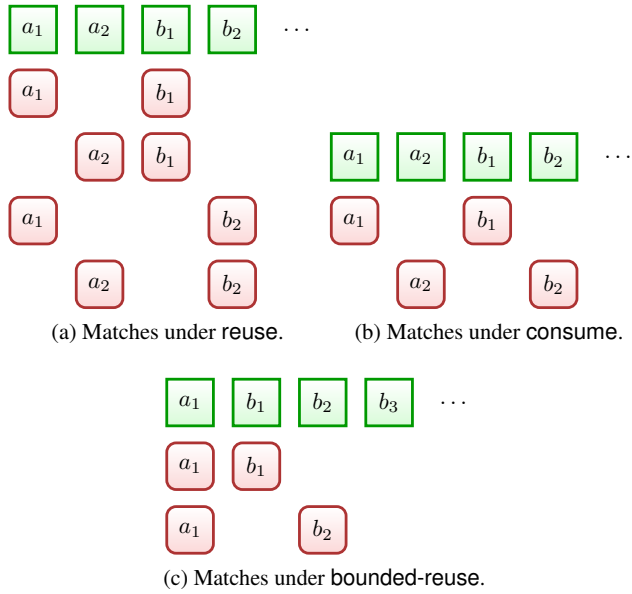 a₁ a₂ b₁ b₂ ⋯
a₁ b₁
a₂ b₁
a₁ b₂
a₂ b₂
(a) Matches under reuse.
a₁ a₂ b₁ b₂ ⋯
a₁ b₁
a₂ b₂
(b) Matches under consume.
a₁ b₁ b₂ b₃ ⋯
a₁ b₁
a₁ b₂
(c) Matches under bounded-reuse.